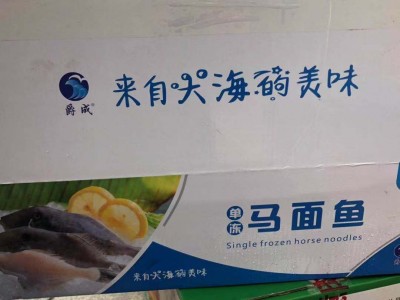 爵成®
来自大海的美味
单冻
马面鱼
Single frozen horse noodles
来自大海的美味